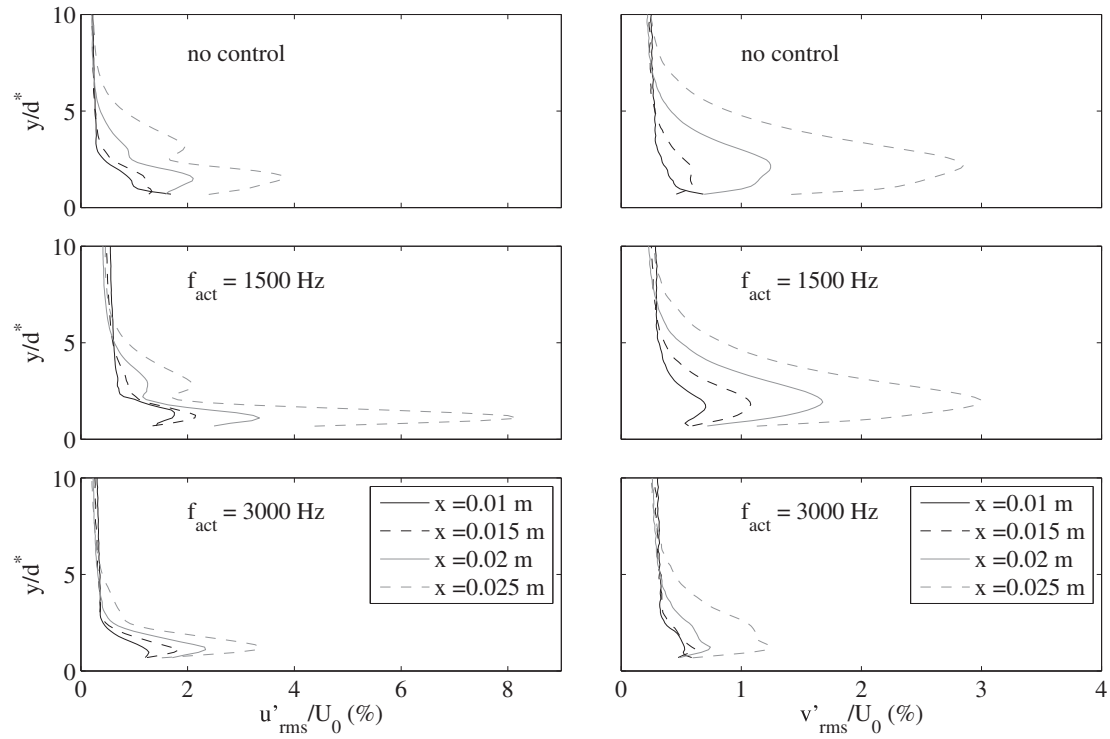 10
5
0
y/d*
no control
no control
10
5
0
y/d*
f_act = 1500 Hz
f_act = 1500 Hz
10
5
0
y/d*
f_act = 3000 Hz
x =0.01 m
x =0.015 m
x =0.02 m
x =0.025 m
f_act = 3000 Hz
x =0.01 m
x =0.015 m
x =0.02 m
x =0.025 m
0 2 4 6 8
u'_rms/U_0 (%)
0 1 2 3 4
v'_rms/U_0 (%)